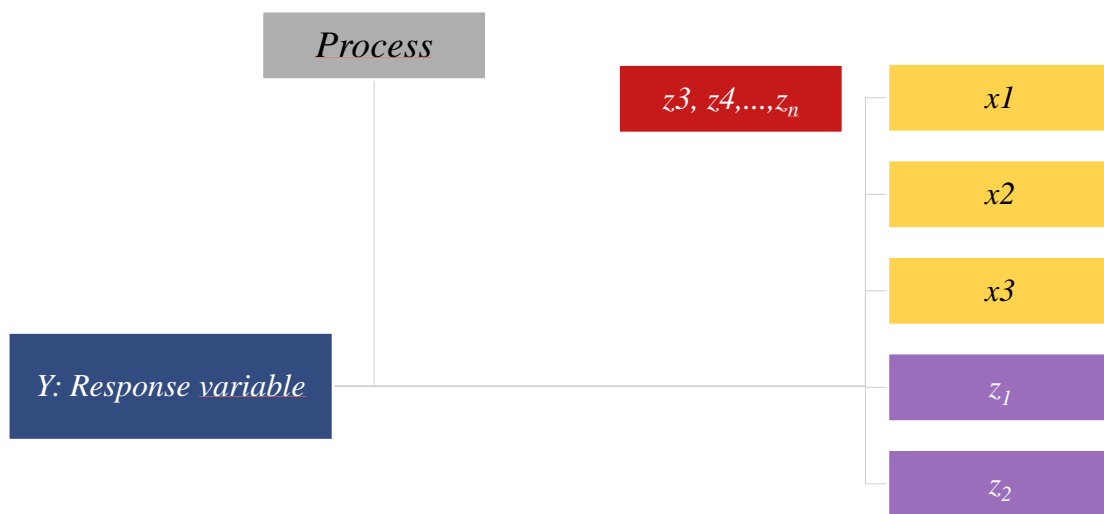 Process
z3, z4,...,zₙ
x1
x2
x3
Y: Response variable
z₁
z₂